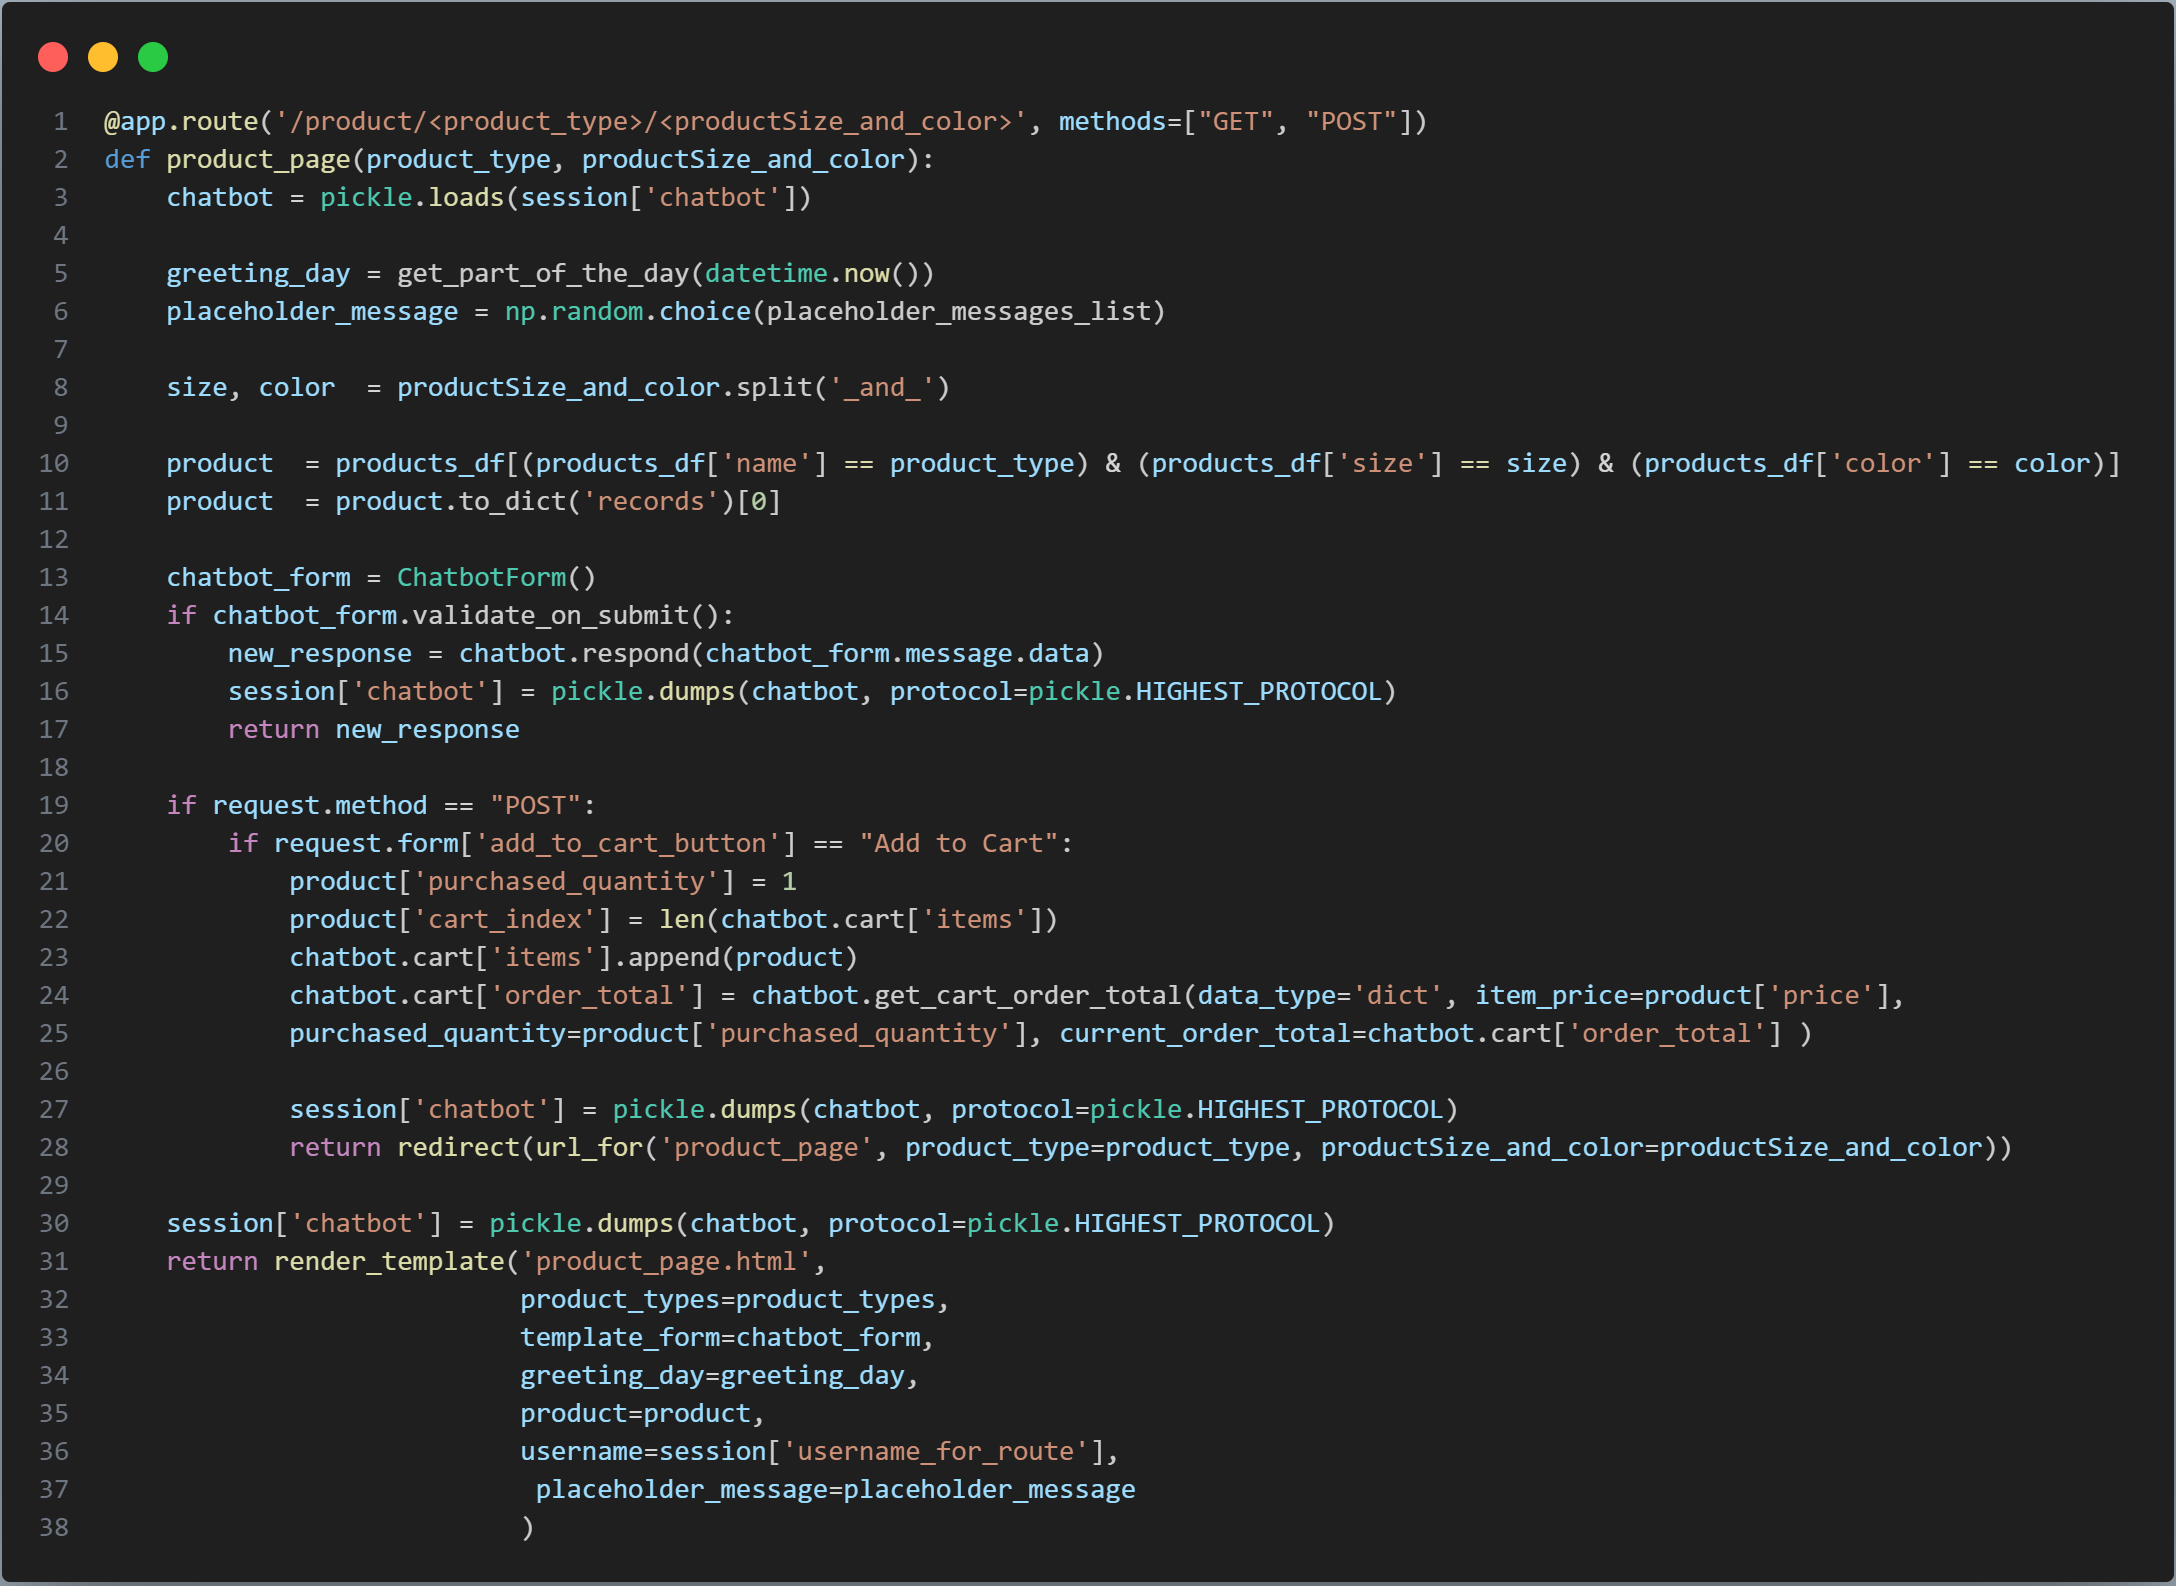 1 @app.route('/product/<product_type>/<productSize_and_color>', methods=["GET", "POST"])
2 def product_page(product_type, productSize_and_color):
3     chatbot = pickle.loads(session['chatbot'])
4
5     greeting_day = get_part_of_the_day(datetime.now())
6     placeholder_message = np.random.choice(placeholder_messages_list)
7
8     size, color  = productSize_and_color.split('_and_')
9
10     product  = products_df[(products_df['name'] == product_type) & (products_df['size'] == size) & (products_df['color'] == color)]
11     product  = product.to_dict('records')[0]
12
13     chatbot_form = ChatbotForm()
14     if chatbot_form.validate_on_submit():
15         new_response = chatbot.respond(chatbot_form.message.data)
16         session['chatbot'] = pickle.dumps(chatbot, protocol=pickle.HIGHEST_PROTOCOL)
17         return new_response
18
19     if request.method == "POST":
20         if request.form['add_to_cart_button'] == "Add to Cart":
21             product['purchased_quantity'] = 1
22             product['cart_index'] = len(chatbot.cart['items'])
23             chatbot.cart['items'].append(product)
24             chatbot.cart['order_total'] = chatbot.get_cart_order_total(data_type='dict', item_price=product['price'],
25             purchased_quantity=product['purchased_quantity'], current_order_total=chatbot.cart['order_total'] )
26
27             session['chatbot'] = pickle.dumps(chatbot, protocol=pickle.HIGHEST_PROTOCOL)
28             return redirect(url_for('product_page', product_type=product_type, productSize_and_color=productSize_and_color))
29
30     session['chatbot'] = pickle.dumps(chatbot, protocol=pickle.HIGHEST_PROTOCOL)
31     return render_template('product_page.html',
32                            product_types=product_types,
33                            template_form=chatbot_form,
34                            greeting_day=greeting_day,
35                            product=product,
36                            username=session['username_for_route'],
37                             placeholder_message=placeholder_message
38                            )